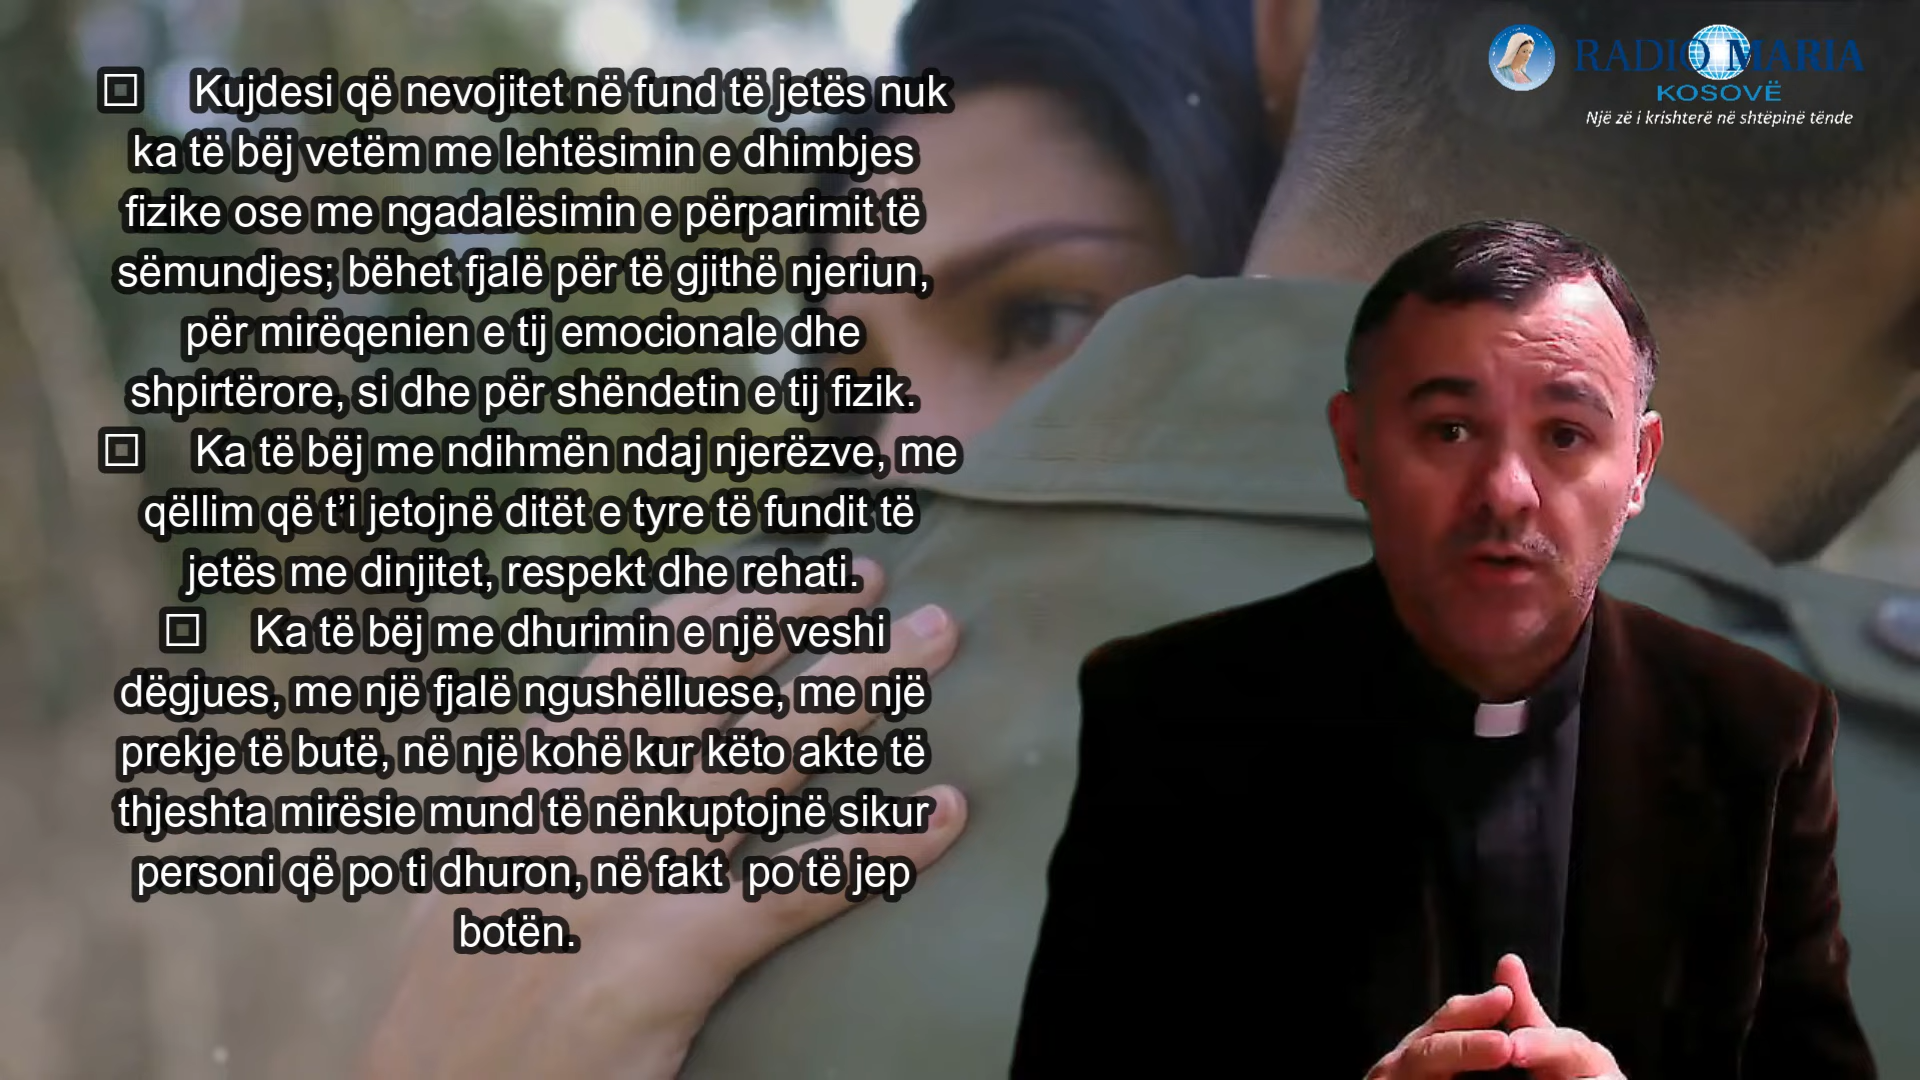 Kujdesi që nevojitet në fund të jetës nuk
ka të bëj vetëm me lehtësimin e dhimbjes
fizike ose me ngadalësimin e përparimit të
sëmundjes; bëhet fjalë për të gjithë njeriun,
për mirëqenien e tij emocionale dhe
shpirtërore, si dhe për shëndetin e tij fizik.
Ka të bëj me ndihmën ndaj njerëzve, me
qëllim që t’i jetojnë ditët e tyre të fundit të
jetës me dinjitet, respekt dhe rehati.
Ka të bëj me dhurimin e një veshi
dëgjues, me një fjalë ngushëlluese, me një
prekje të butë, në një kohë kur këto akte të
thjeshta mirësie mund të nënkuptojnë sikur
personi që po ti dhuron, në fakt  po të jep
botën.
RADIO MARIA
KOSOVË
Një zë i krishterë në shtëpinë tënde